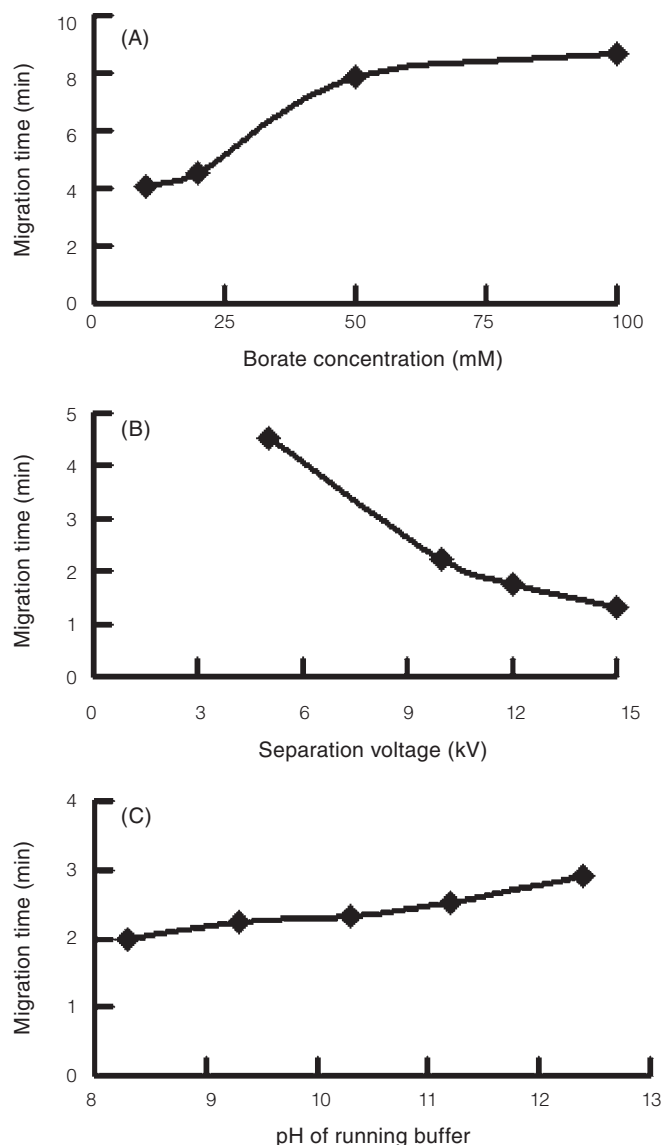 (A)
Migration time (min)
10
8
6
4
2
0
0 25 50 75 100
Borate concentration (mM)
(B)
Migration time (min)
5
4
3
2
1
0
0 3 6 9 12 15
Separation voltage (kV)
(C)
Migration time (min)
4
3
2
1
0
8 9 10 11 12 13
pH of running buffer